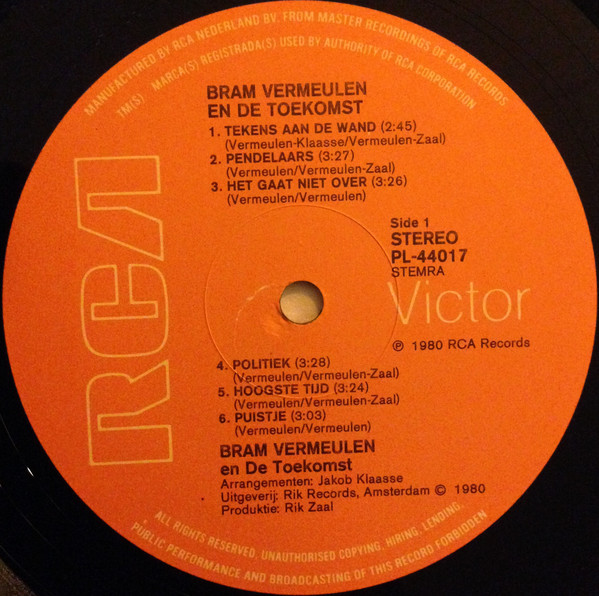 MANUFACTURED BY RCA NEDERLAND BV. FROM MASTER RECORDINGS OF RCA RECORDS
TM(S) MARCA(S) REGISTRADA(S) USED BY AUTHORITY OF RCA CORPORATION
BRAM VERMEULEN
EN DE TOEKOMST
1. TEKENS AAN DE WAND (2:45)
(Vermeulen-Klaasse/Vermeulen-Zaal)
2. PENDELAARS (3:27)
(Vermeulen/Vermeulen-Zaal)
3. HET GAAT NIET OVER (3:26)
(Vermeulen/Vermeulen)
Side 1
STEREO
PL-44017
STEMRA
RCA
Victor
℗ 1980 RCA Records
4. POLITIEK (3:28)
(Vermeulen/Vermeulen-Zaal)
5. HOOGSTE TIJD (3:24)
(Vermeulen/Vermeulen-Zaal)
6. PUISTJE (3:03)
(Vermeulen/Vermeulen)
BRAM VERMEULEN
en De Toekomst
Arrangementen: Jakob Klaasse
Uitgeverij: Rik Records, Amsterdam © 1980
Produktie: Rik Zaal
ALL RIGHTS RESERVED. UNAUTHORISED COPYING, HIRING, LENDING,
PUBLIC PERFORMANCE AND BROADCASTING OF THIS RECORD FORBIDDEN